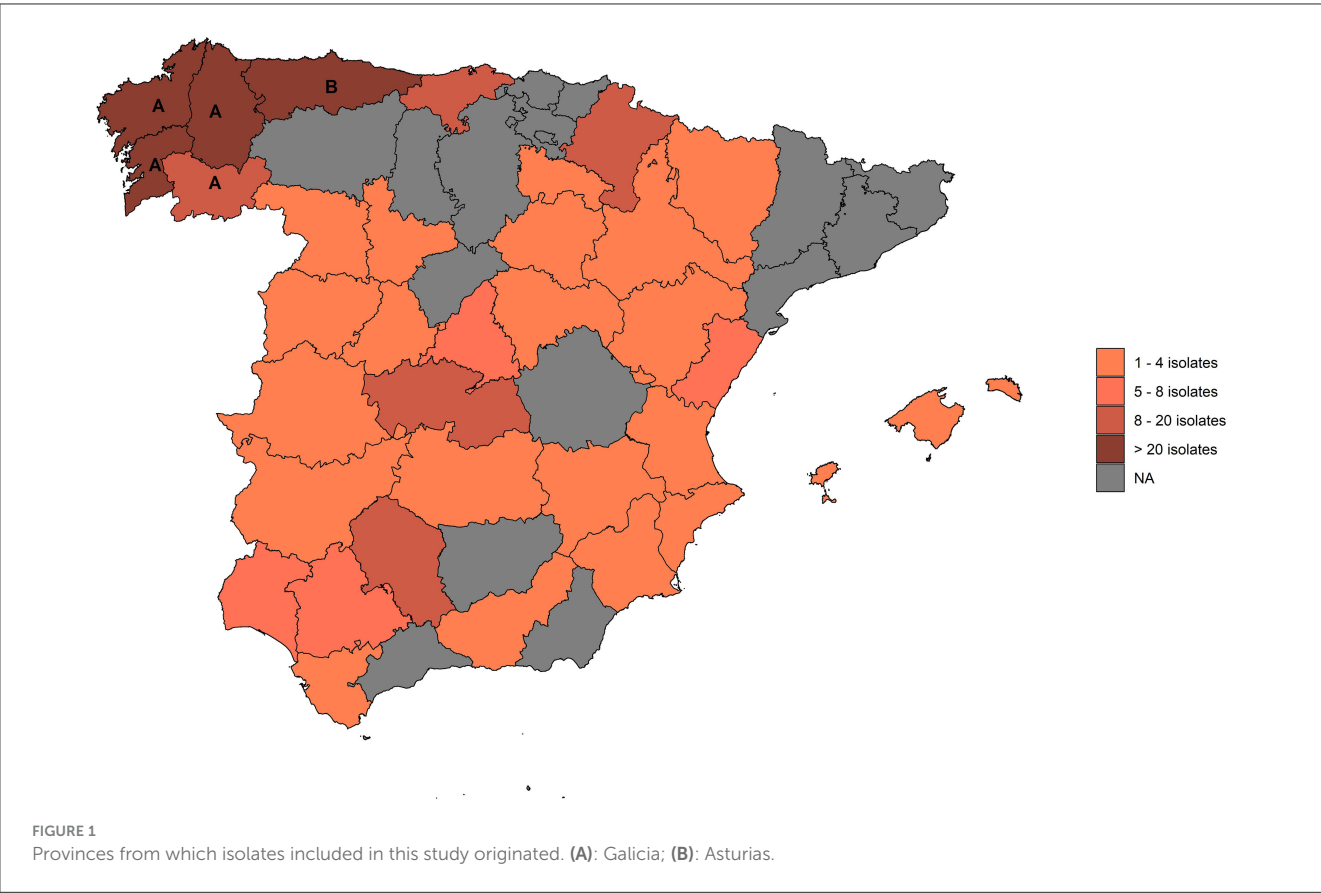 A
A
B
A
A
1 - 4 isolates
5 - 8 isolates
8 - 20 isolates
> 20 isolates
NA
FIGURE 1
Provinces from which isolates included in this study originated. (A): Galicia; (B): Asturias.